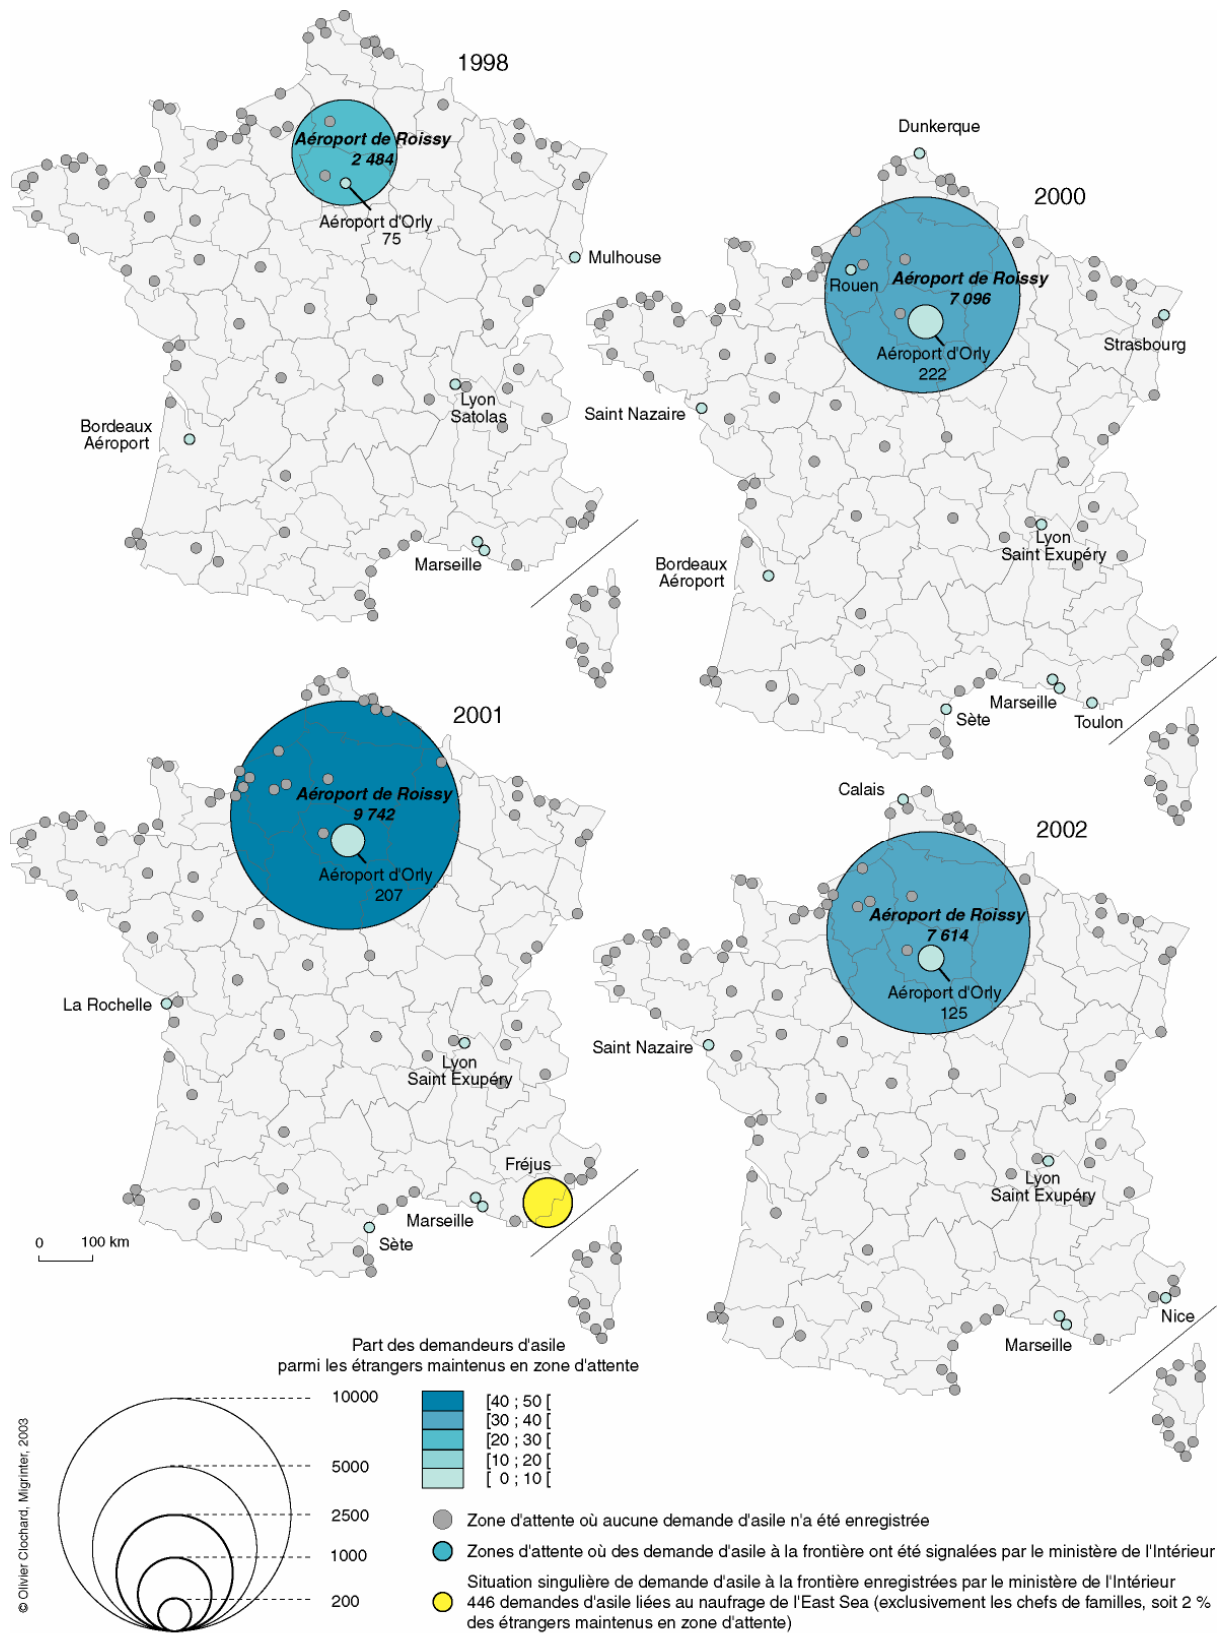 1998
Aéroport de Roissy
2 484
Aéroport d'Orly
75
Mulhouse
Lyon
Satolas
Bordeaux
Aéroport
Marseille
2000
Dunkerque
Rouen
Aéroport de Roissy
7 096
Aéroport d'Orly
222
Strasbourg
Saint Nazaire
Lyon
Saint Exupéry
Bordeaux
Aéroport
Marseille
Toulon
Sète
2001
Aéroport de Roissy
9 742
Aéroport d'Orly
207
La Rochelle
Lyon
Saint Exupéry
Fréjus
Marseille
Sète
0 100 km
2002
Calais
Aéroport de Roissy
7 614
Aéroport d'Orly
125
Saint Nazaire
Lyon
Saint Exupéry
Nice
Marseille
Part des demandeurs d'asile
parmi les étrangers maintenus en zone d'attente
10000
5000
2500
1000
200
[40 ; 50 [
[30 ; 40 [
[20 ; 30 [
[10 ; 20 [
[ 0 ; 10 [
Zone d'attente où aucune demande d'asile n'a été enregistrée
Zones d'attente où des demande d'asile à la frontière ont été signalées par le ministère de l'Intérieur
Situation singulière de demande d'asile à la frontière enregistrées par le ministère de l'Intérieur
446 demandes d'asile liées au naufrage de l'East Sea (exclusivement les chefs de familles, soit 2 %
des étrangers maintenus en zone d'attente)
© Olivier Clochard, Migrinter, 2003